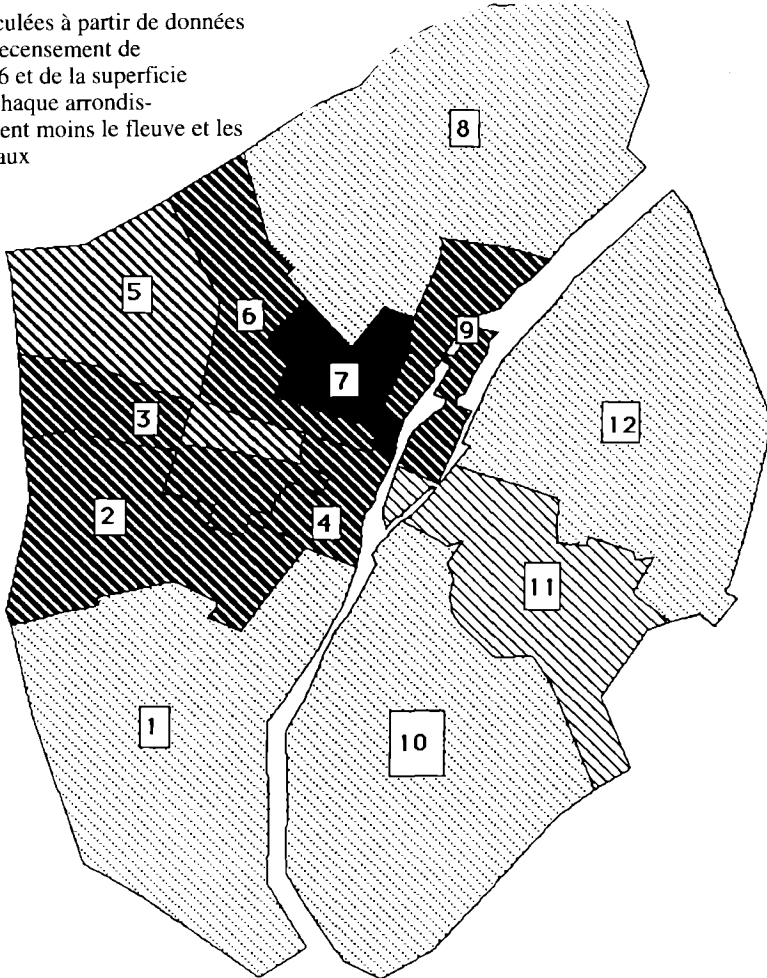 culées à partir de données
ecensement de
6 et de la superficie
haque arrondis-
ent moins le fleuve et les
aux
8
5
6
9
7
3
12
2
4
11
1
10